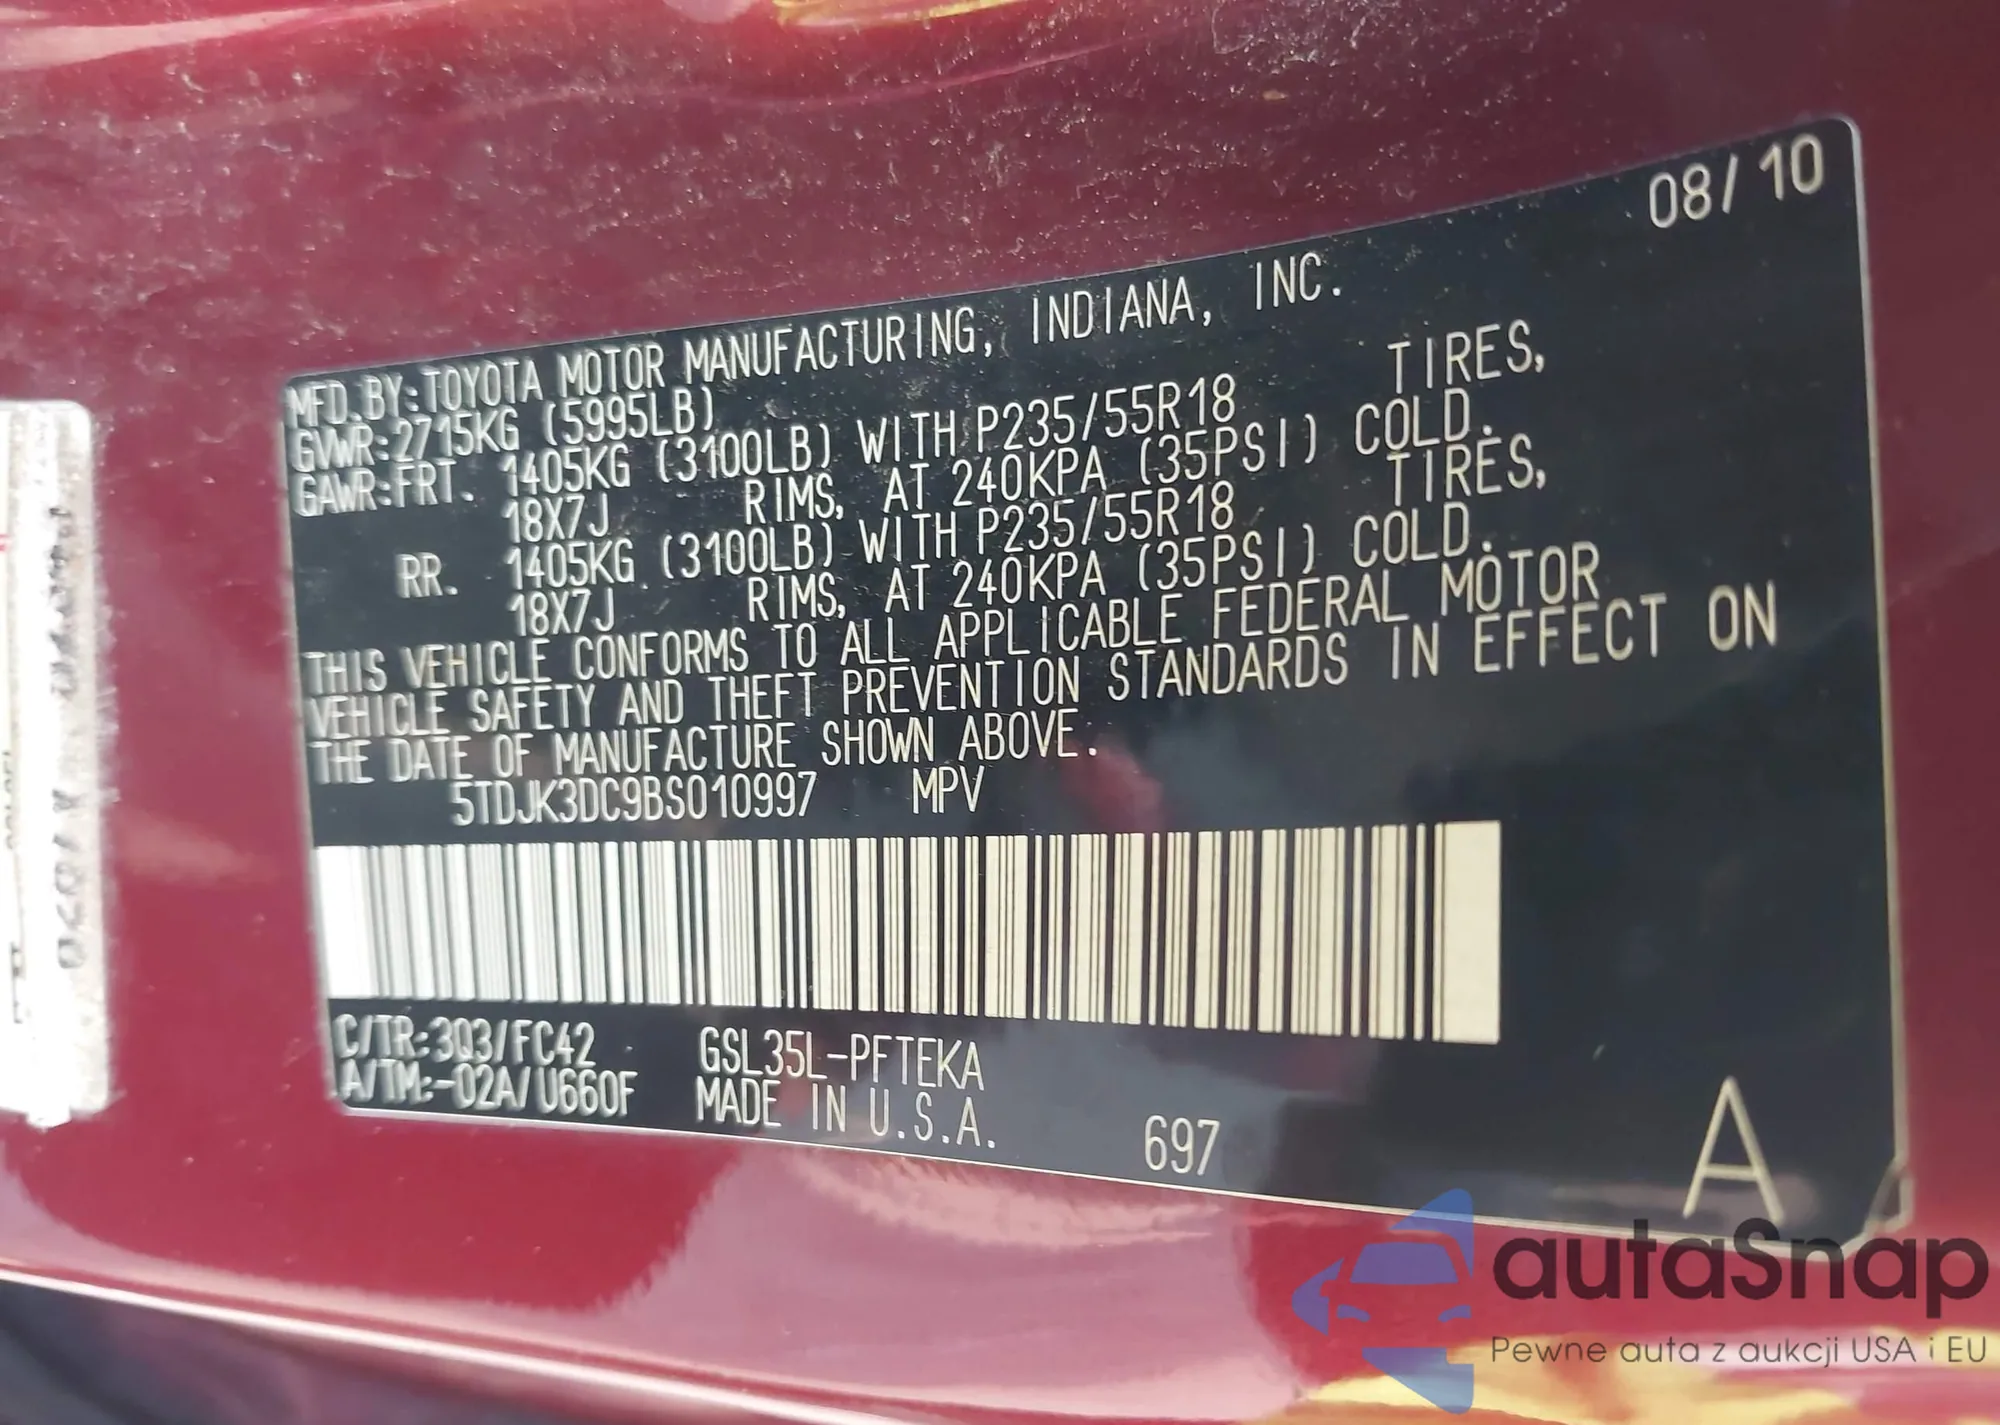 08/10
MFD.BY:TOYOTA MOTOR MANUFACTURING, INDIANA, INC.
GVWR:2715KG (5995LB)
GAWR:FRT. 1405KG (3100LB) WITH P235/55R18 TIRES,
18X7J RIMS, AT 240KPA (35PSI) COLD.
RR. 1405KG (3100LB) WITH P235/55R18 TIRES,
18X7J RIMS, AT 240KPA (35PSI) COLD.
THIS VEHICLE CONFORMS TO ALL APPLICABLE FEDERAL MOTOR
VEHICLE SAFETY AND THEFT PREVENTION STANDARDS IN EFFECT ON
THE DATE OF MANUFACTURE SHOWN ABOVE.
5TDJK3DC9BS010997 MPV
C/TR:3Q3/FC42 GSL35L-PFTEKA
A/TM:-02A/U660F MADE IN U.S.A.
697
A
autaSnap
Pewne auta z aukcji USA i EU